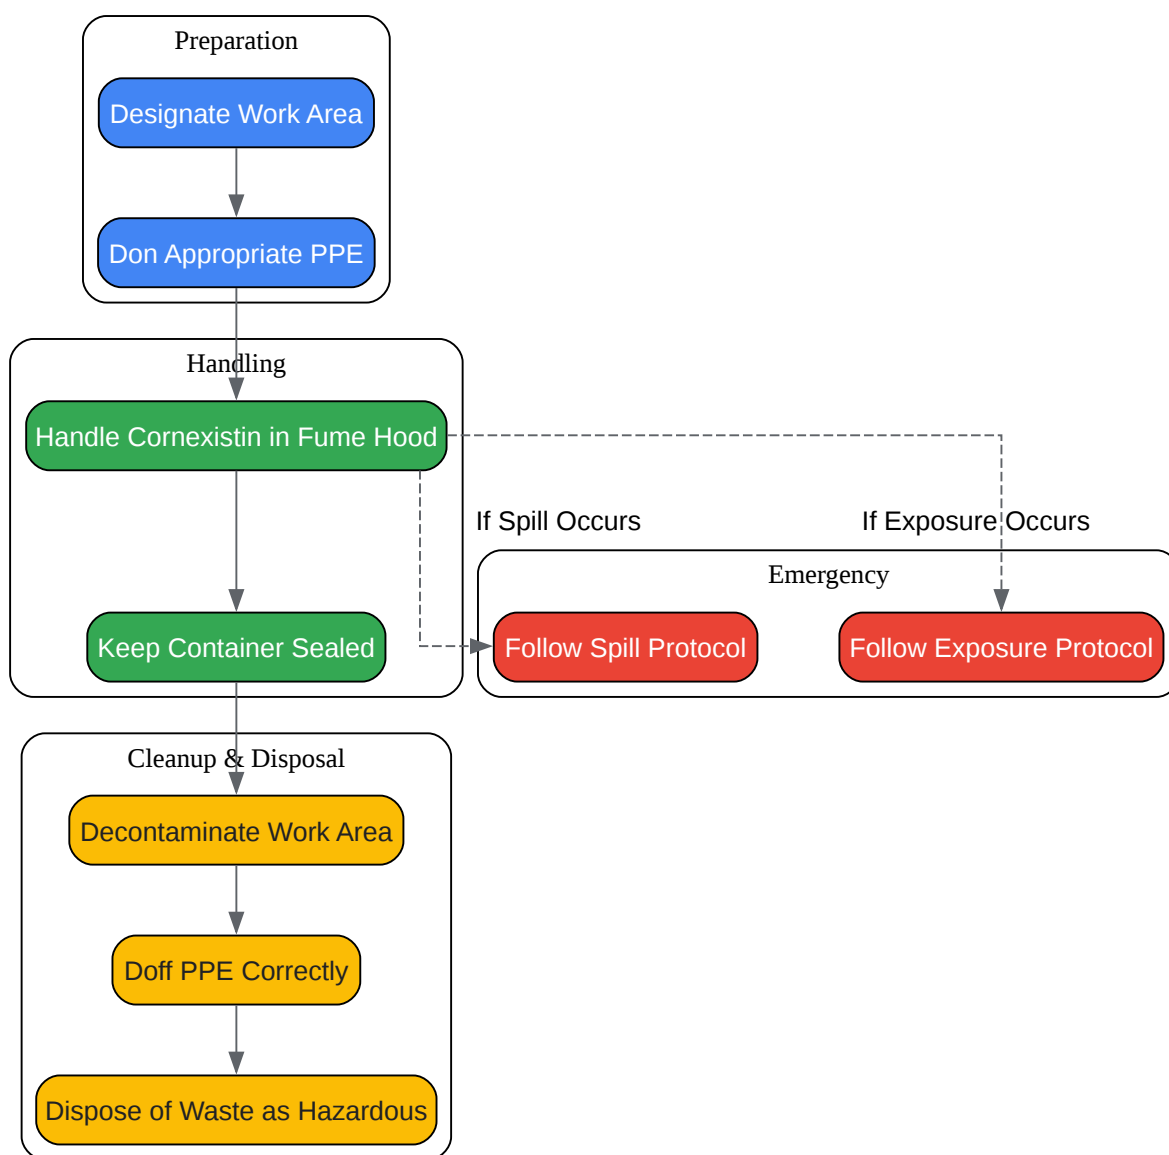 Preparation
Designate Work Area
Don Appropriate PPE
Handling
Handle Cornexistin in Fume Hood
If Spill Occurs
If Exposure Occurs
Emergency
Keep Container Sealed
Follow Spill Protocol
Follow Exposure Protocol
Cleanup & Disposal
Decontaminate Work Area
Doff PPE Correctly
Dispose of Waste as Hazardous